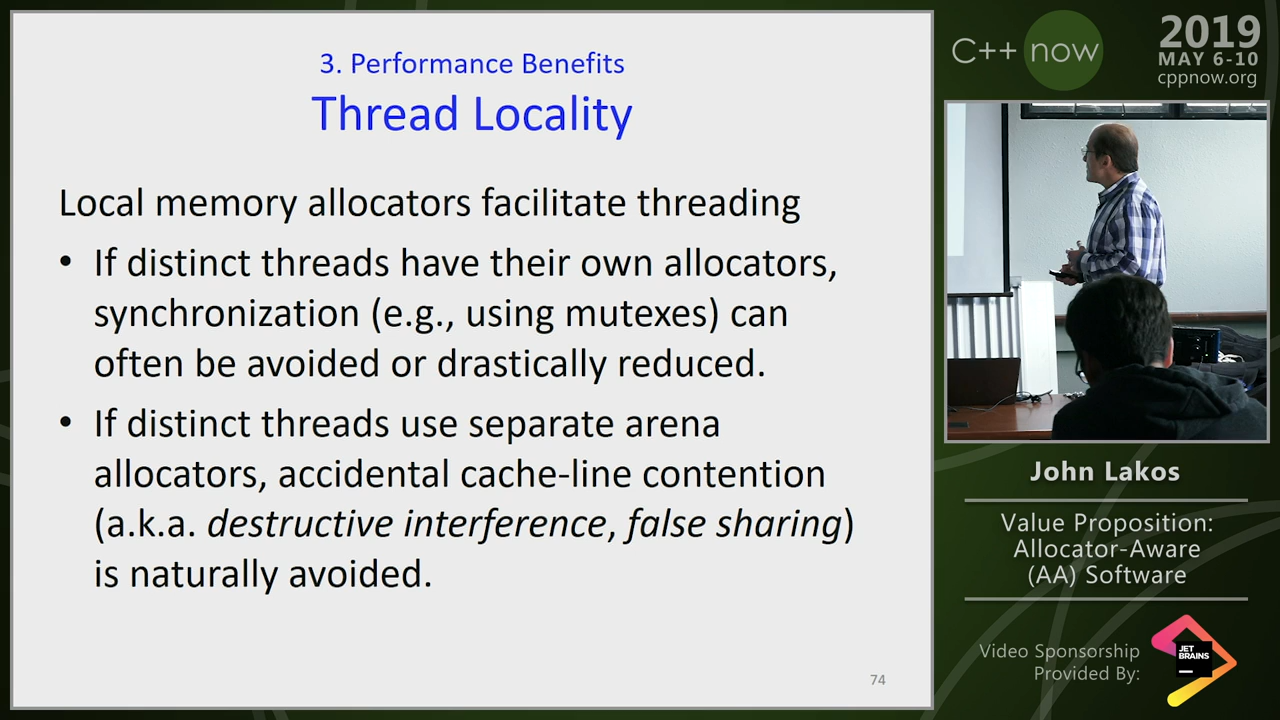 3. Performance Benefits
Thread Locality
Local memory allocators facilitate threading
• If distinct threads have their own allocators,
synchronization (e.g., using mutexes) can
often be avoided or drastically reduced.
• If distinct threads use separate arena
allocators, accidental cache-line contention
(a.k.a. destructive interference, false sharing)
is naturally avoided.
74
C++ now
2019
MAY 6-10
cppnow.org
John Lakos
Value Proposition:
Allocator-Aware
(AA) Software
Video Sponsorship
Provided By:
JET
BRAINS